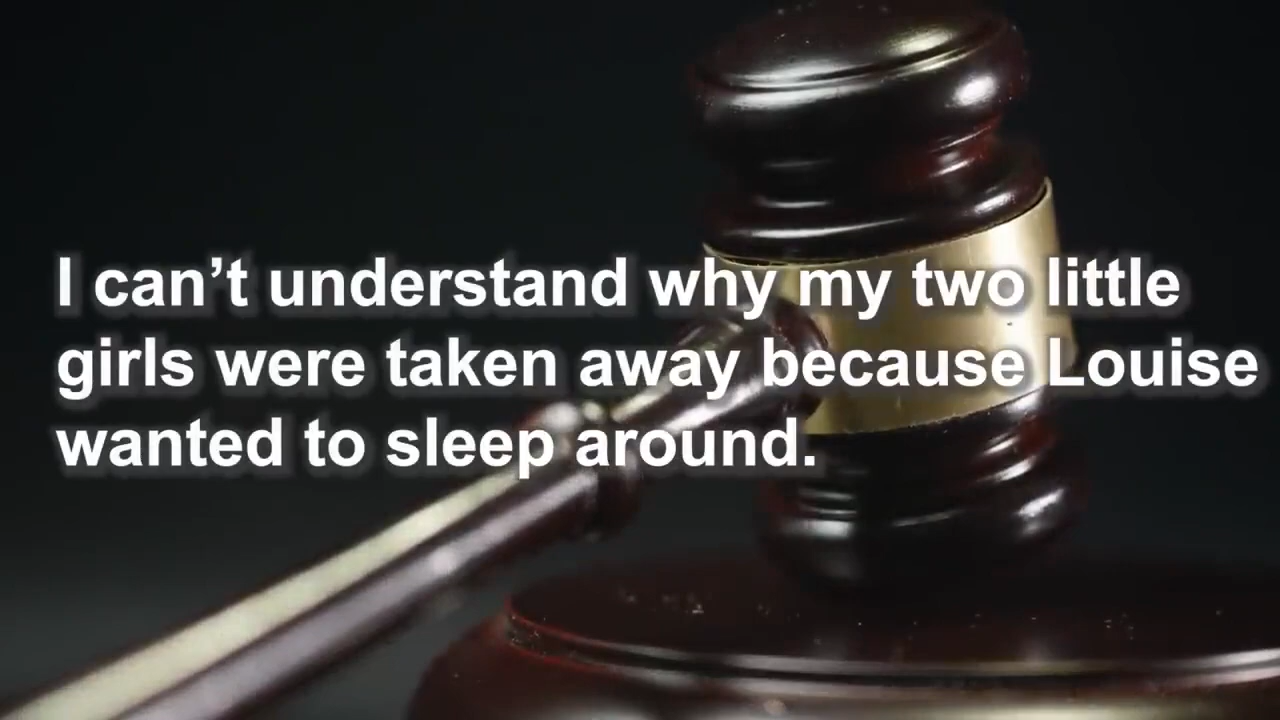 I can’t understand why my two little
girls were taken away because Louise
wanted to sleep around.